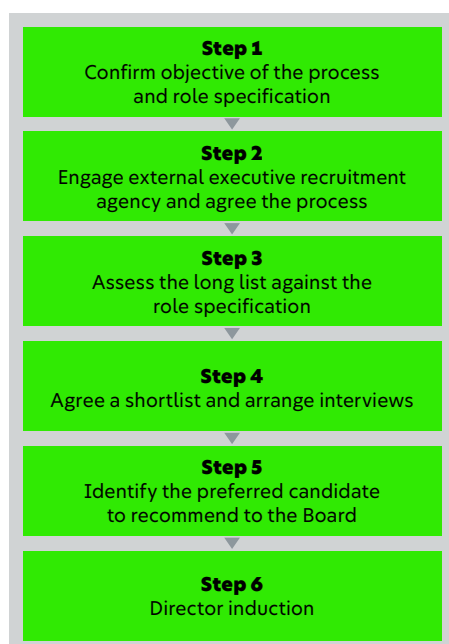 Step 1
Confirm objective of the process
and role specification
Step 2
Engage external executive recruitment
agency and agree the process
Step 3
Assess the long list against the
role specification
Step 4
Agree a shortlist and arrange interviews
Step 5
Identify the preferred candidate
to recommend to the Board
Step 6
Director induction